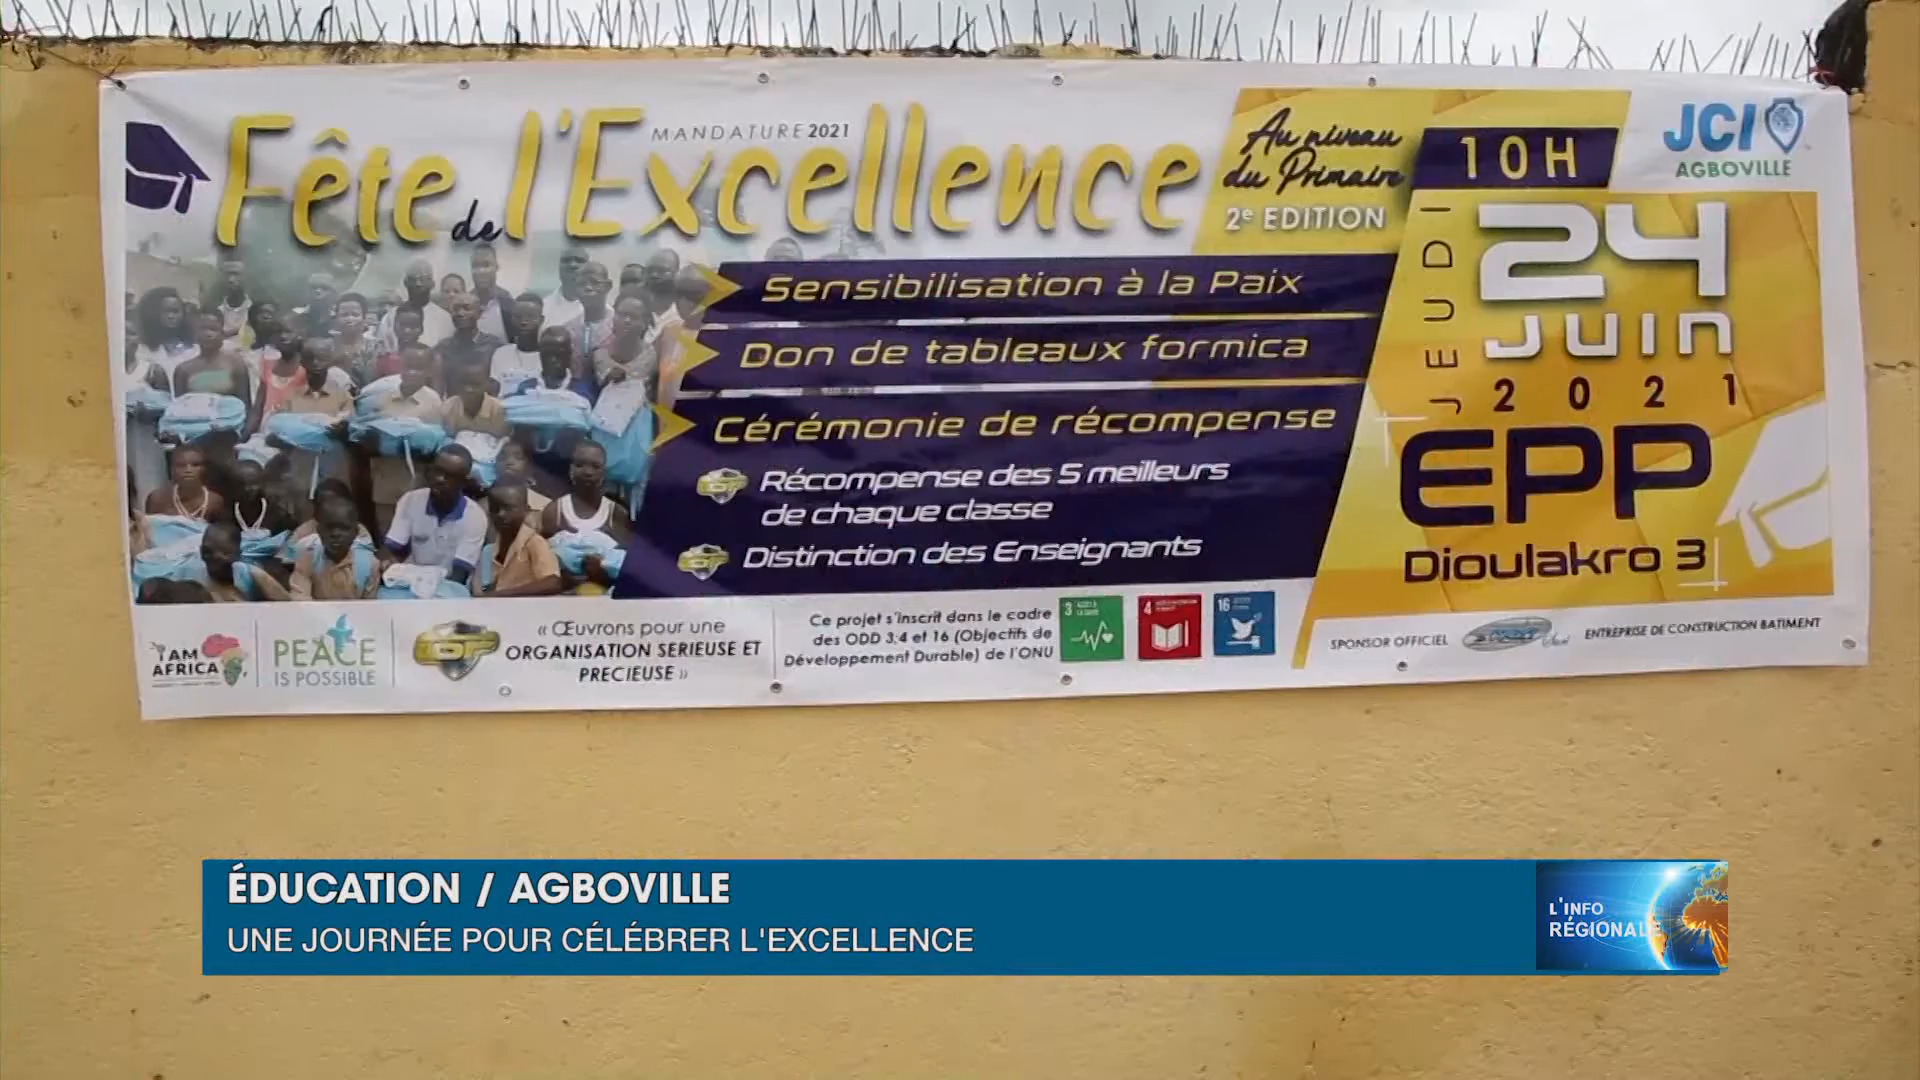 MANDATURE 2021
Fête de l'Excellence
Au niveau
du Primaire
2e EDITION
10H
JCI
AGBOVILLE
JEUDI
24
Juin
2021
EPP
Dioulakro 3
Sensibilisation à la Paix
Don de tableaux formica
Cérémonie de récompense
Récompense des 5 meilleurs
de chaque classe
Distinction des Enseignants
I AM
AFRICA
PEACE
IS POSSIBLE
« Œuvrons pour une
ORGANISATION SERIEUSE ET
PRECIEUSE »
Ce projet s'inscrit dans le cadre
des ODD 3,4 et 16 (Objectifs de
Développement Durable) de l'ONU
3
4
16
SPONSOR OFFICIEL
ENTREPRISE DE CONSTRUCTION BATIMENT
ÉDUCATION / AGBOVILLE
UNE JOURNÉE POUR CÉLÉBRER L'EXCELLENCE
L'INFO
RÉGIONALE